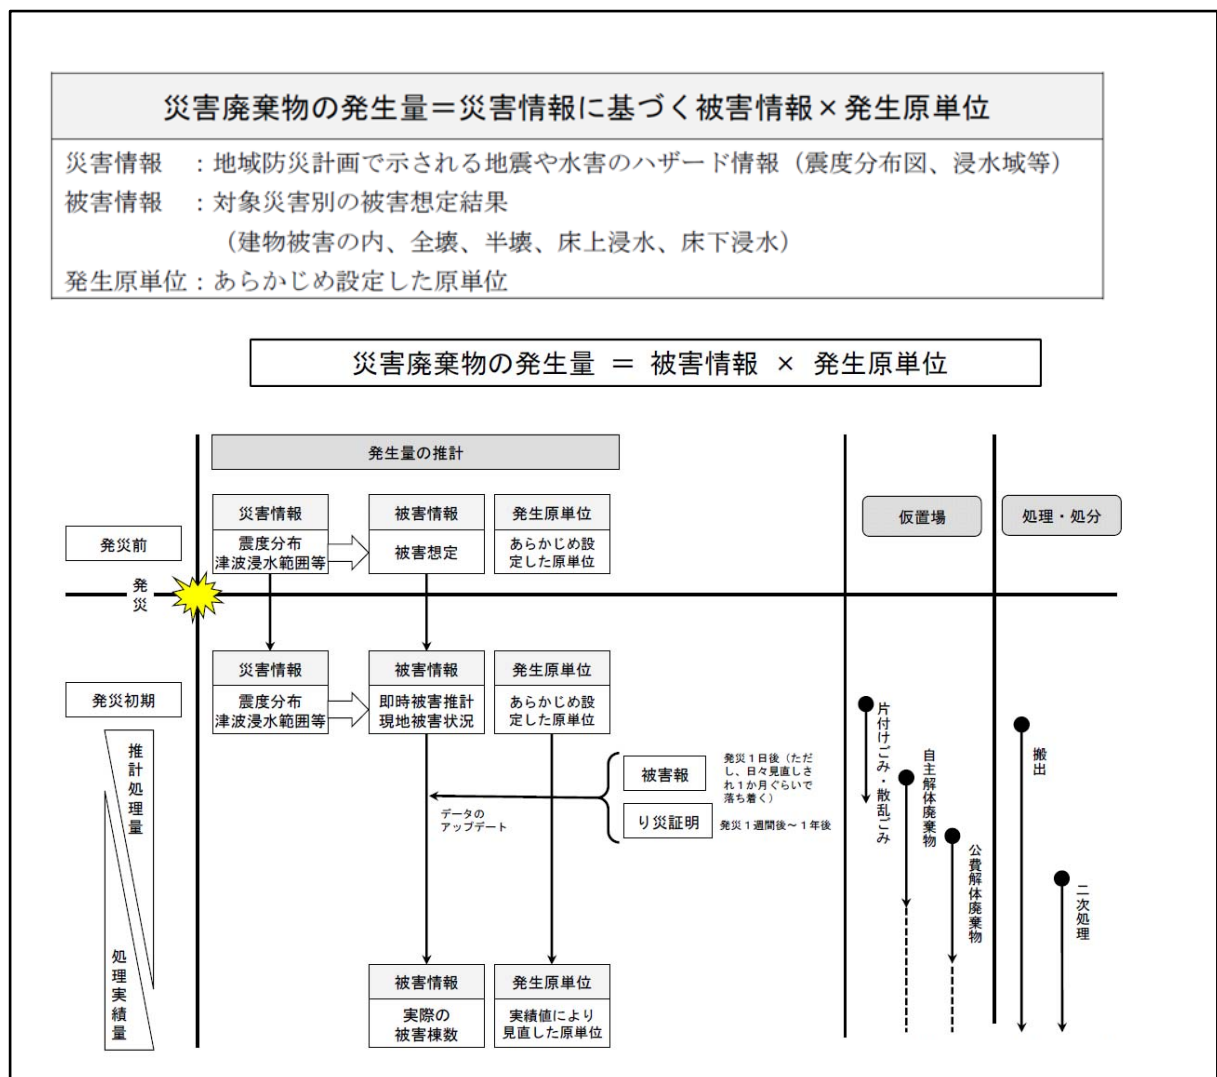 災害廃棄物の発生量＝災害情報に基づく被害情報×発生原単位
災害情報　：地域防災計画で示される地震や水害のハザード情報（震度分布図、浸水域等）
被害情報　：対象災害別の被害想定結果
（建物被害の内、全壊、半壊、床上浸水、床下浸水）
発生原単位：あらかじめ設定した原単位
災害廃棄物の発生量 ＝ 被害情報 × 発生原単位
発生量の推計
仮置場
処理・処分
発災前
災害情報
震度分布
津波浸水範囲等
被害情報
被害想定
発生原単位
あらかじめ設
定した原単位
発災
発災初期
災害情報
震度分布
津波浸水範囲等
被害情報
即時被害推計
現地被害状況
発生原単位
あらかじめ設
定した原単位
推計処理量
処理実績量
データの
アップデート
被害報
発災１日後（ただ
し、日々見直しさ
れ１か月ぐらいで
落ち着く）
り災証明
発災１週間後～１年後
片付けごみ・散乱ごみ
自主解体廃棄物
公費解体廃棄物
搬出
二次処理
被害情報
実際の
被害棟数
発生原単位
実績値により
見直した原単位